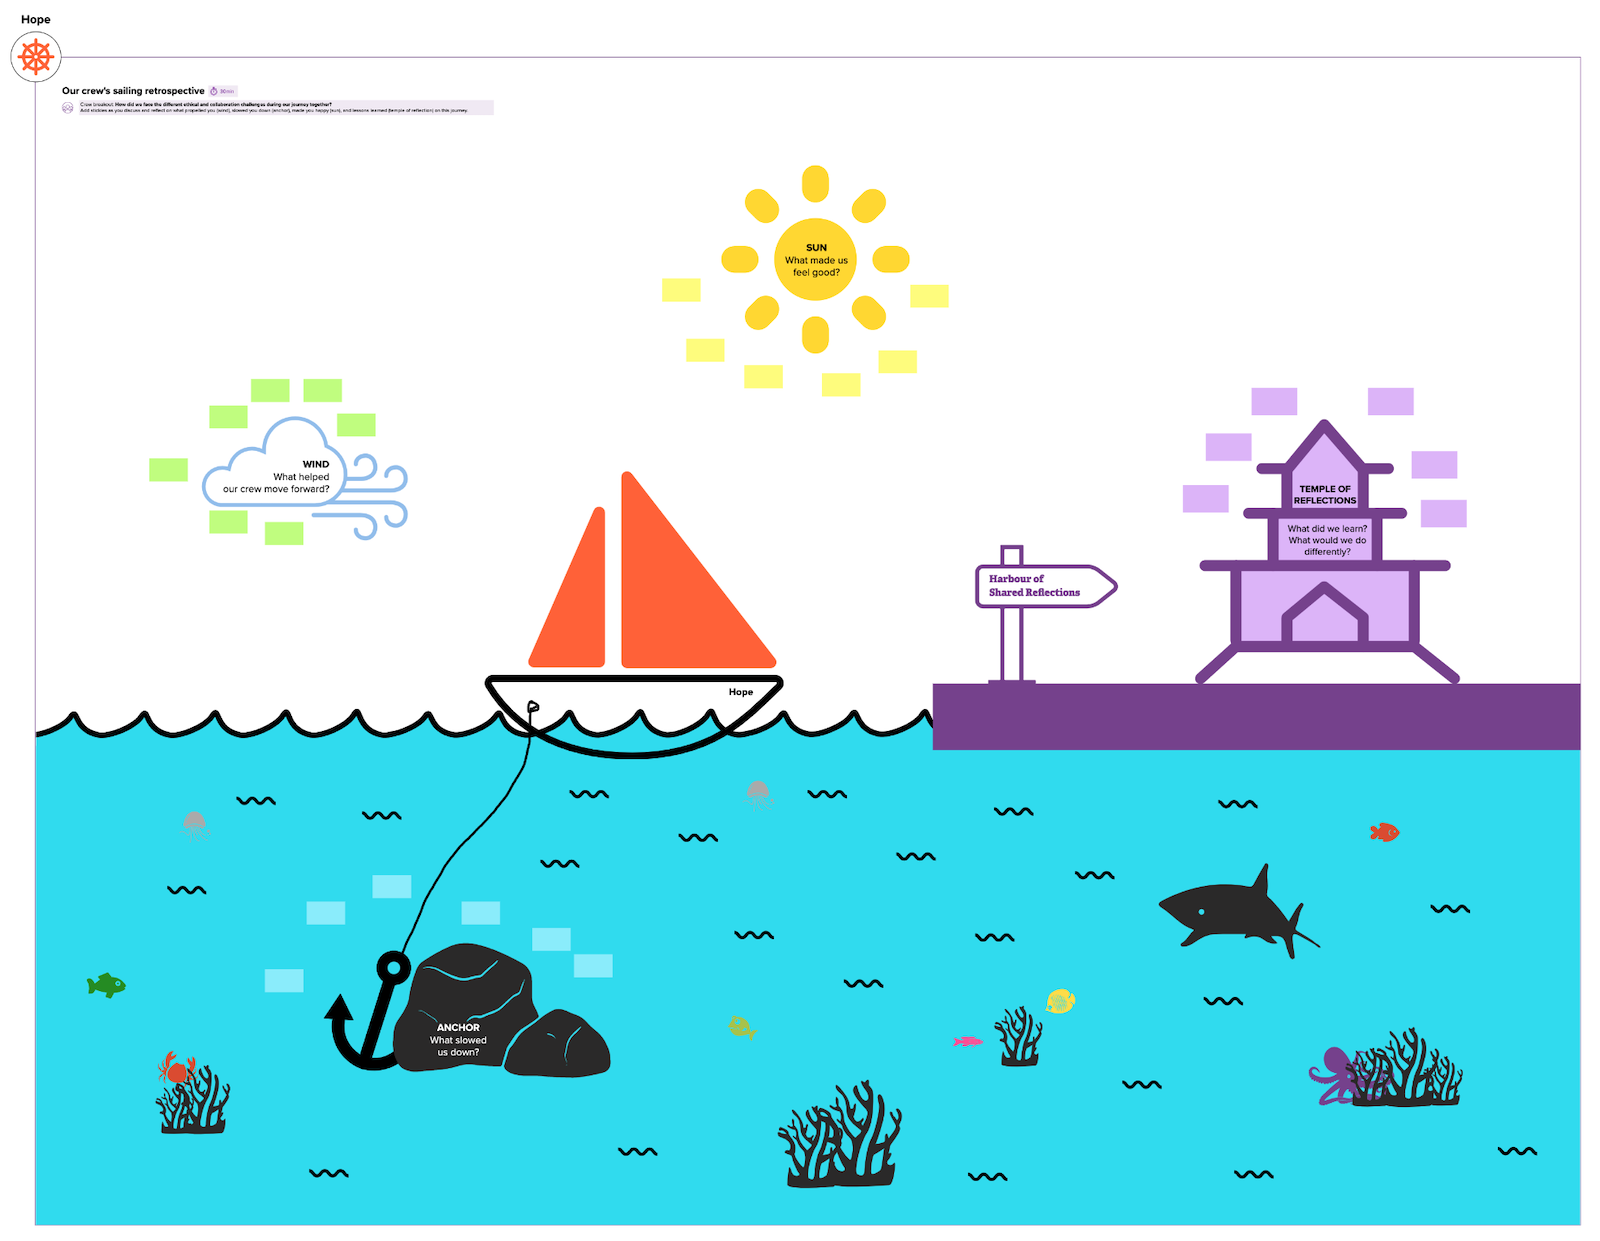 Hope
Our crew's sailing retrospective
30min
Crew breakout: How did we face the different ethical and collaboration challenges during our journey together?
Add stickies as you discuss and reflect on what propelled you (wind), slowed you down (anchor), made you happy (sun), and lessons learned (temple of reflection) on this journey.
SUN
What made us
feel good?
WIND
What helped
our crew move forward?
TEMPLE OF
REFLECTIONS
What did we learn?
What would we do
differently?
Harbour of
Shared Reflections
Hope
ANCHOR
What slowed
us down?